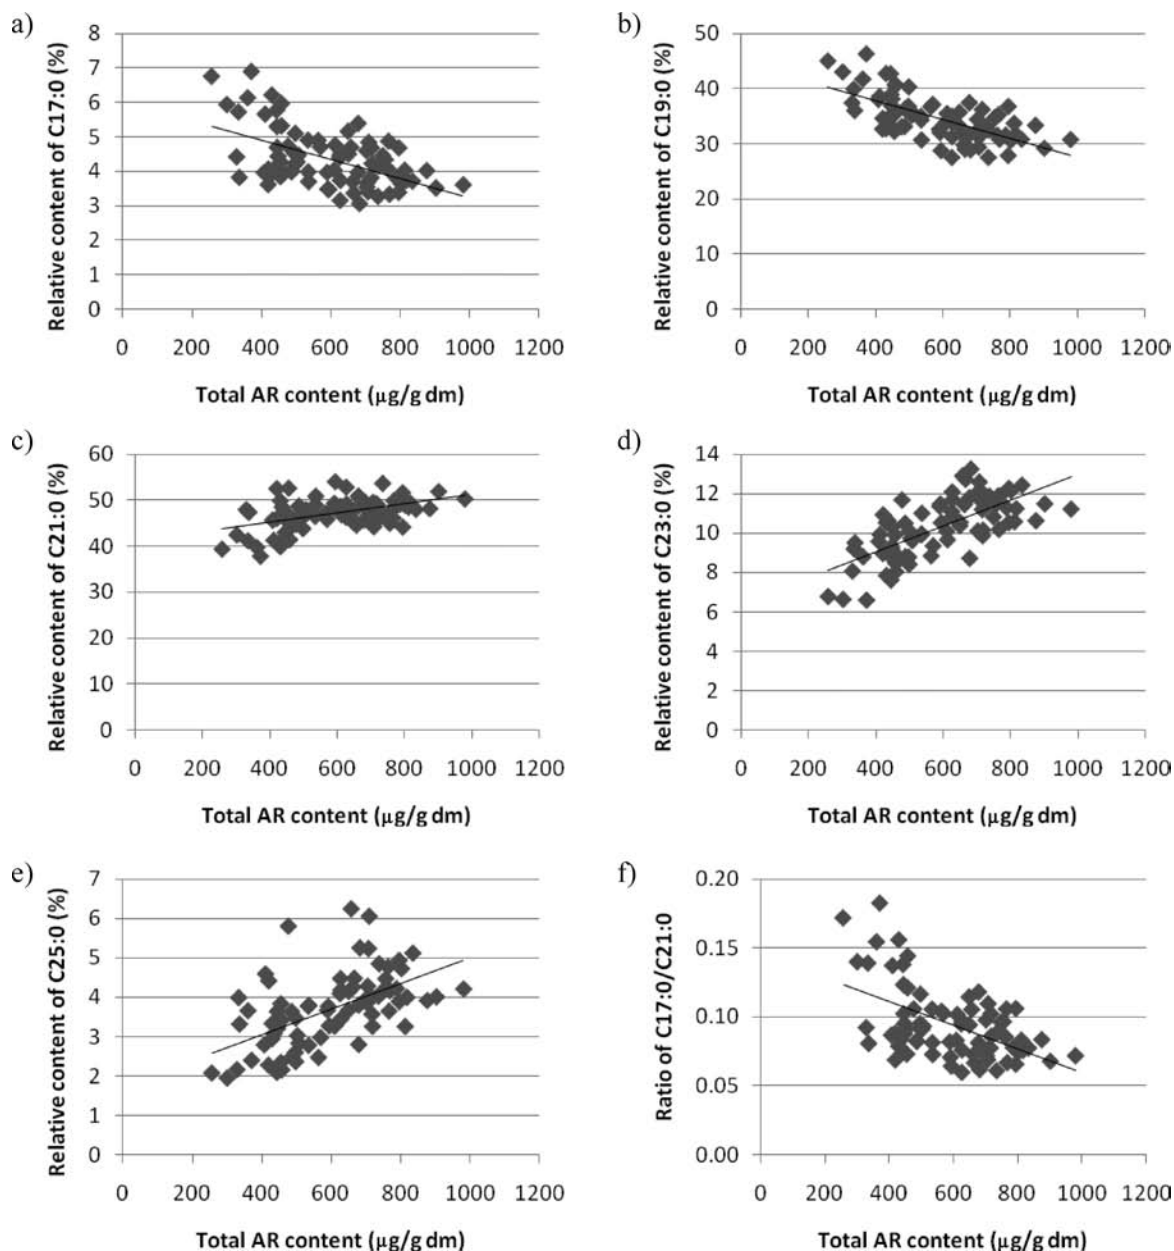 a)
Relative content of C17:0 (%)
8
7
6
5
4
3
2
1
0
0 200 400 600 800 1000 1200
Total AR content (µg/g dm)
b)
Relative content of C19:0 (%)
50
40
30
20
10
0
0 200 400 600 800 1000 1200
Total AR content (µg/g dm)
c)
Relative content of C21:0 (%)
60
50
40
30
20
10
0
0 200 400 600 800 1000 1200
Total AR content (µg/g dm)
d)
Relative content of C23:0 (%)
14
12
10
8
6
4
2
0
0 200 400 600 800 1000 1200
Total AR content (µg/g dm)
e)
Relative content of C25:0 (%)
7
6
5
4
3
2
1
0
0 200 400 600 800 1000 1200
Total AR content (µg/g dm)
f)
Ratio of C17:0/C21:0
0.20
0.15
0.10
0.05
0.00
0 200 400 600 800 1000 1200
Total AR content (µg/g dm)